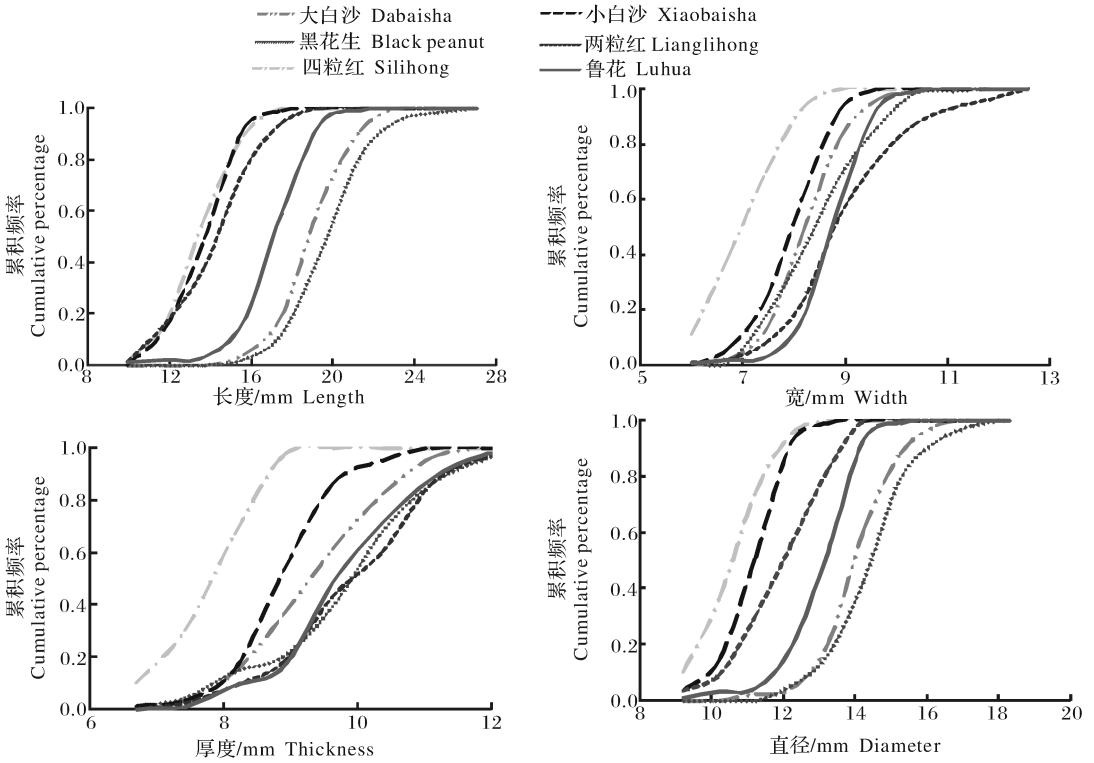 大白沙 Dabaisha
小白沙 Xiaobaisha
黑花生 Black peanut
两粒红 Lianglihong
四粒红 Silihong
鲁花 Luhua
累积频率
Cumulative percentage
1.0
0.8
0.6
0.4
0.2
0.0
8 12 16 20 24 28
长度/mm Length
累积频率
Cumulative percentage
1.0
0.8
0.6
0.4
0.2
0.0
5 7 9 11 13
宽/mm Width
累积频率
Cumulative percentage
1.0
0.8
0.6
0.4
0.2
0.0
6 8 10 12
厚度/mm Thickness
累积频率
Cumulative percentage
1.0
0.8
0.6
0.4
0.2
0.0
8 10 12 14 16 18 20
直径/mm Diameter